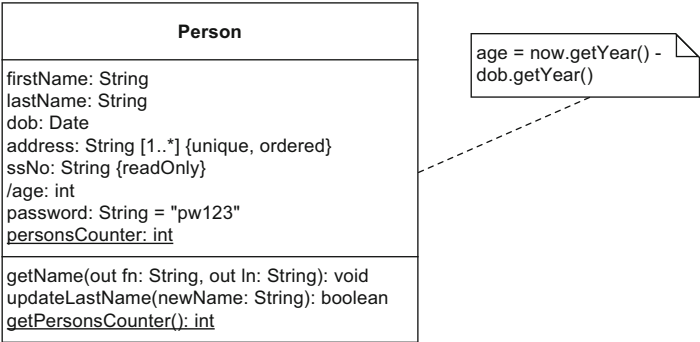 Person
firstName: String
lastName: String
dob: Date
address: String [1..*] {unique, ordered}
ssNo: String {readOnly}
/age: int
password: String = "pw123"
personsCounter: int
getName(out fn: String, out ln: String): void
updateLastName(newName: String): boolean
getPersonsCounter(): int
age = now.getYear() -
dob.getYear()